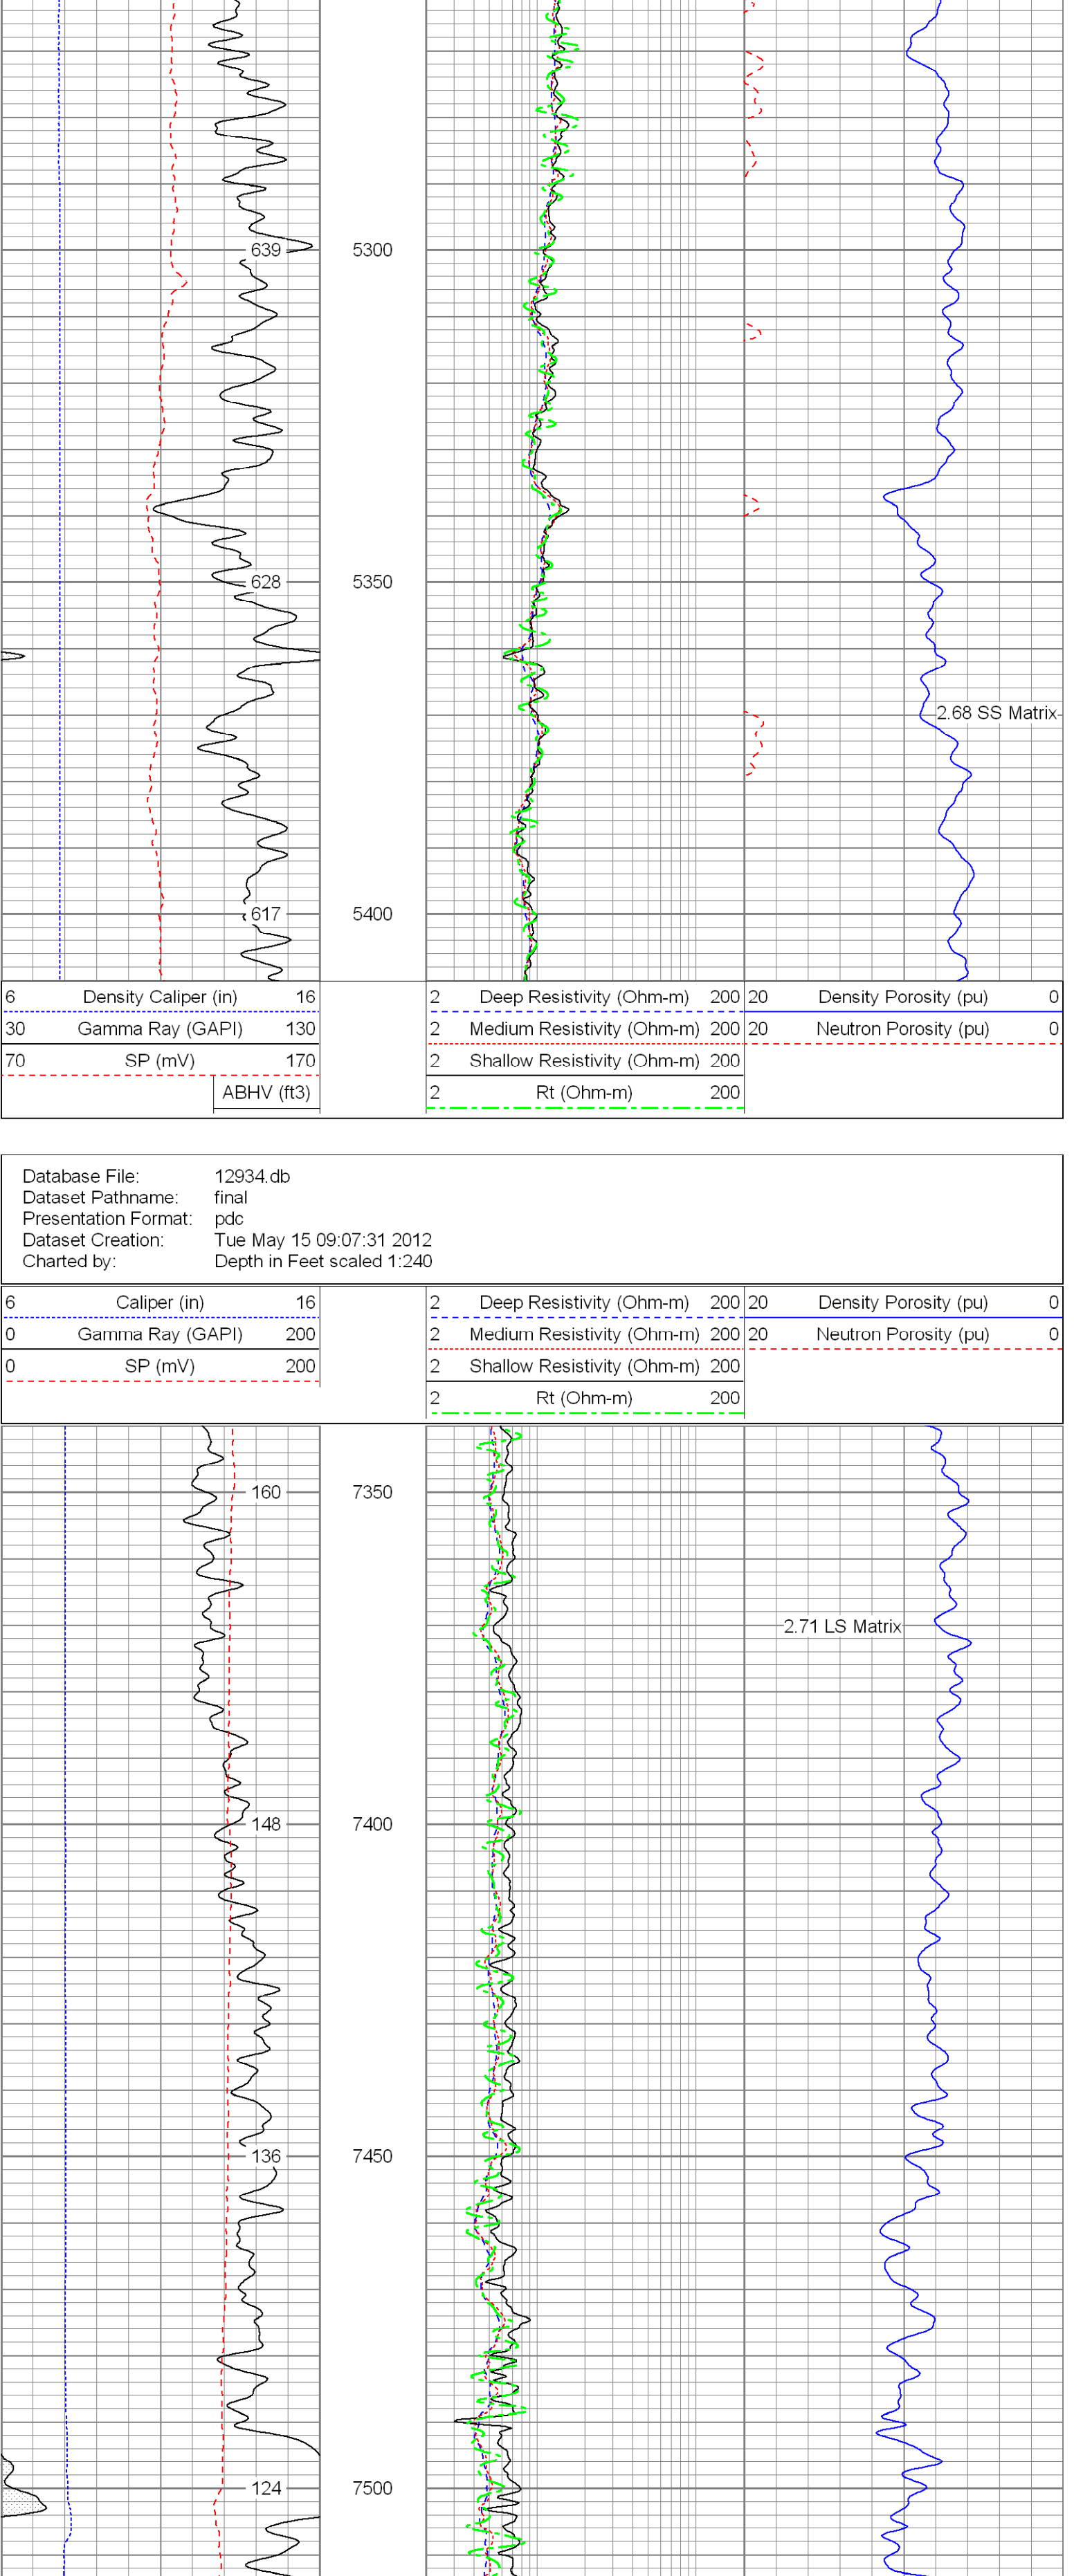 639 5300
628 5350
2.68 SS Matrix
617 5400
6 Density Caliper (in) 16 2 Deep Resistivity (Ohm-m) 200 20 Density Porosity (pu) 0
30 Gamma Ray (GAPI) 130 2 Medium Resistivity (Ohm-m) 200 20 Neutron Porosity (pu) 0
70 SP (mV) 170 2 Shallow Resistivity (Ohm-m) 200
ABHV (ft3) 2 Rt (Ohm-m) 200
Database File: 12934.db
Dataset Pathname: final
Presentation Format: pdc
Dataset Creation: Tue May 15 09:07:31 2012
Charted by: Depth in Feet scaled 1:240
6 Caliper (in) 16 2 Deep Resistivity (Ohm-m) 200 20 Density Porosity (pu) 0
0 Gamma Ray (GAPI) 200 2 Medium Resistivity (Ohm-m) 200 20 Neutron Porosity (pu) 0
0 SP (mV) 200 2 Shallow Resistivity (Ohm-m) 200
2 Rt (Ohm-m) 200
160 7350
2.71 LS Matrix
148 7400
136 7450
124 7500